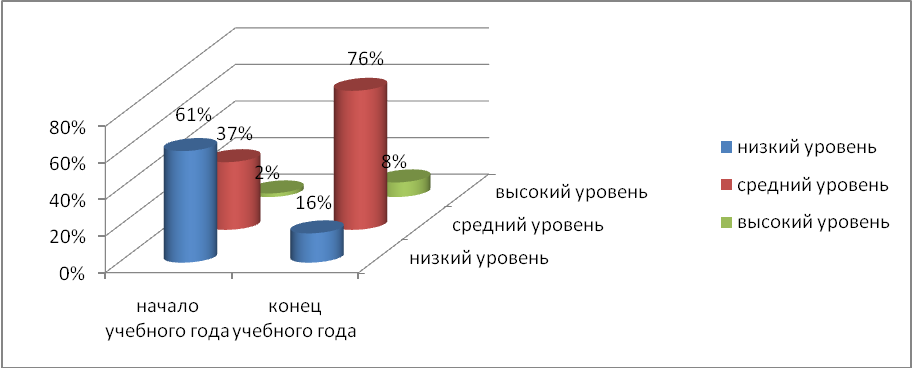 76%
61%
37%
2%
8%
16%
80%
60%
40%
20%
0%
высокий уровень
средний уровень
низкий уровень
начало
учебного года
конец
учебного года
низкий уровень
средний уровень
высокий уровень